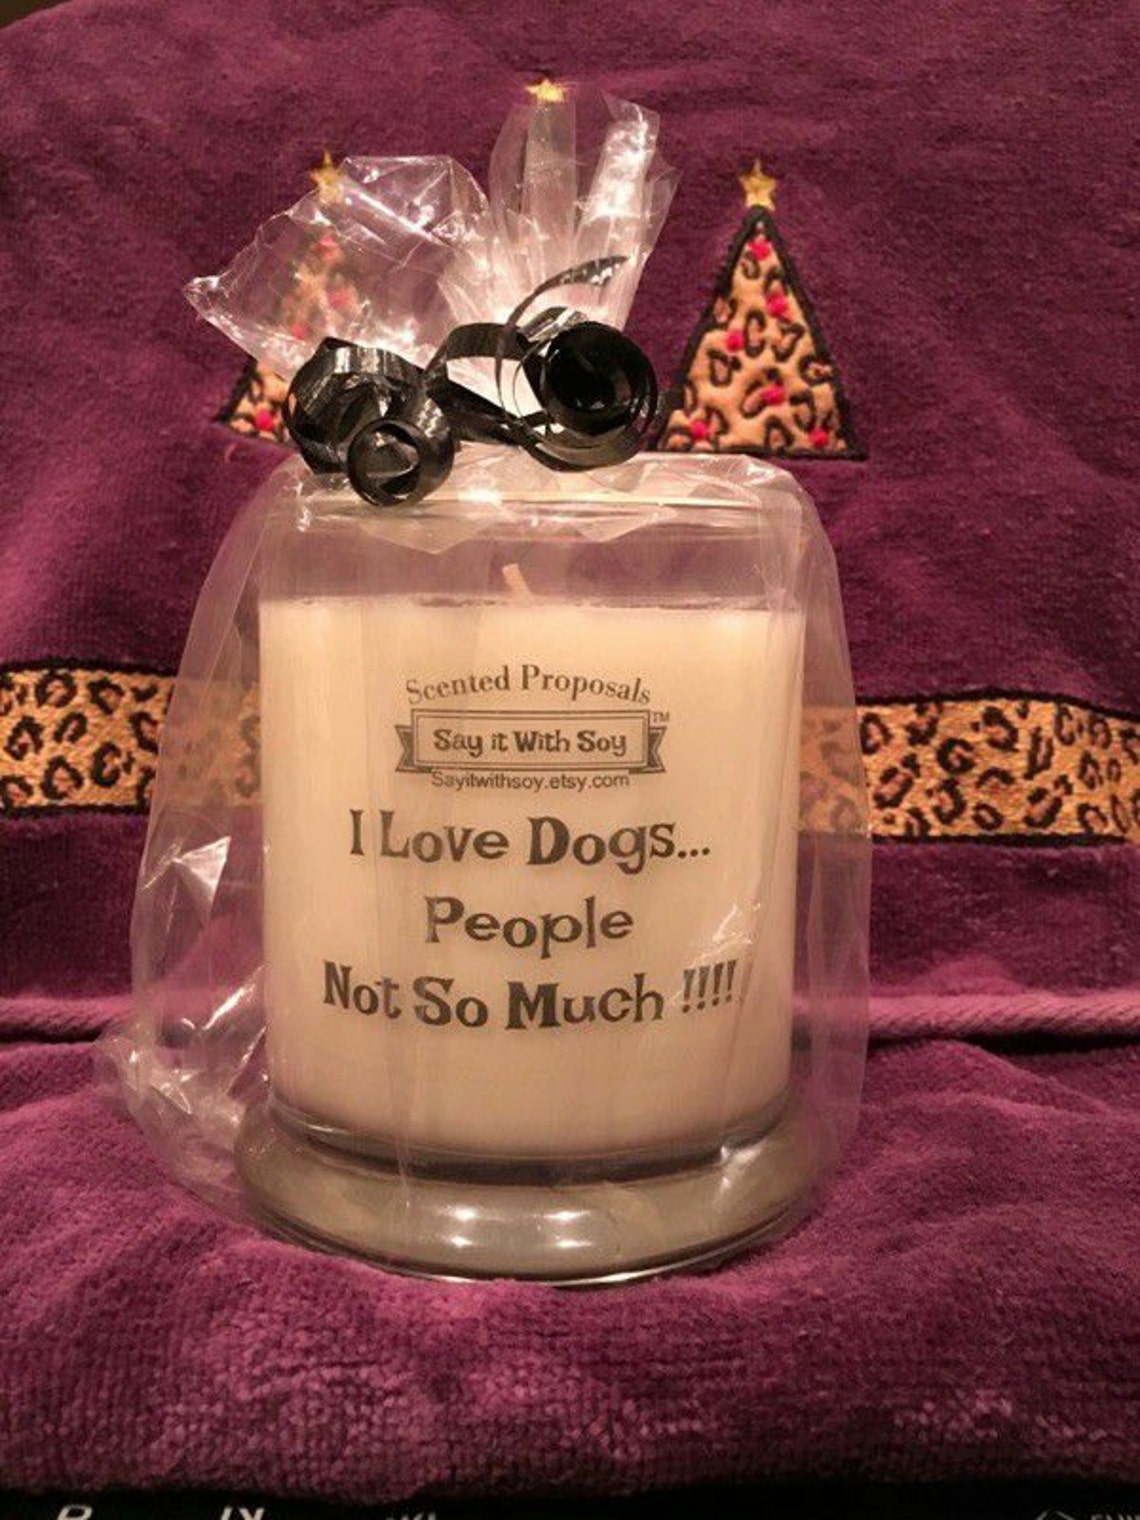 Scented Proposals
Say it With Soy
TM
Sayitwithsoy.etsy.com
I Love Dogs...
People
Not So Much !!!!